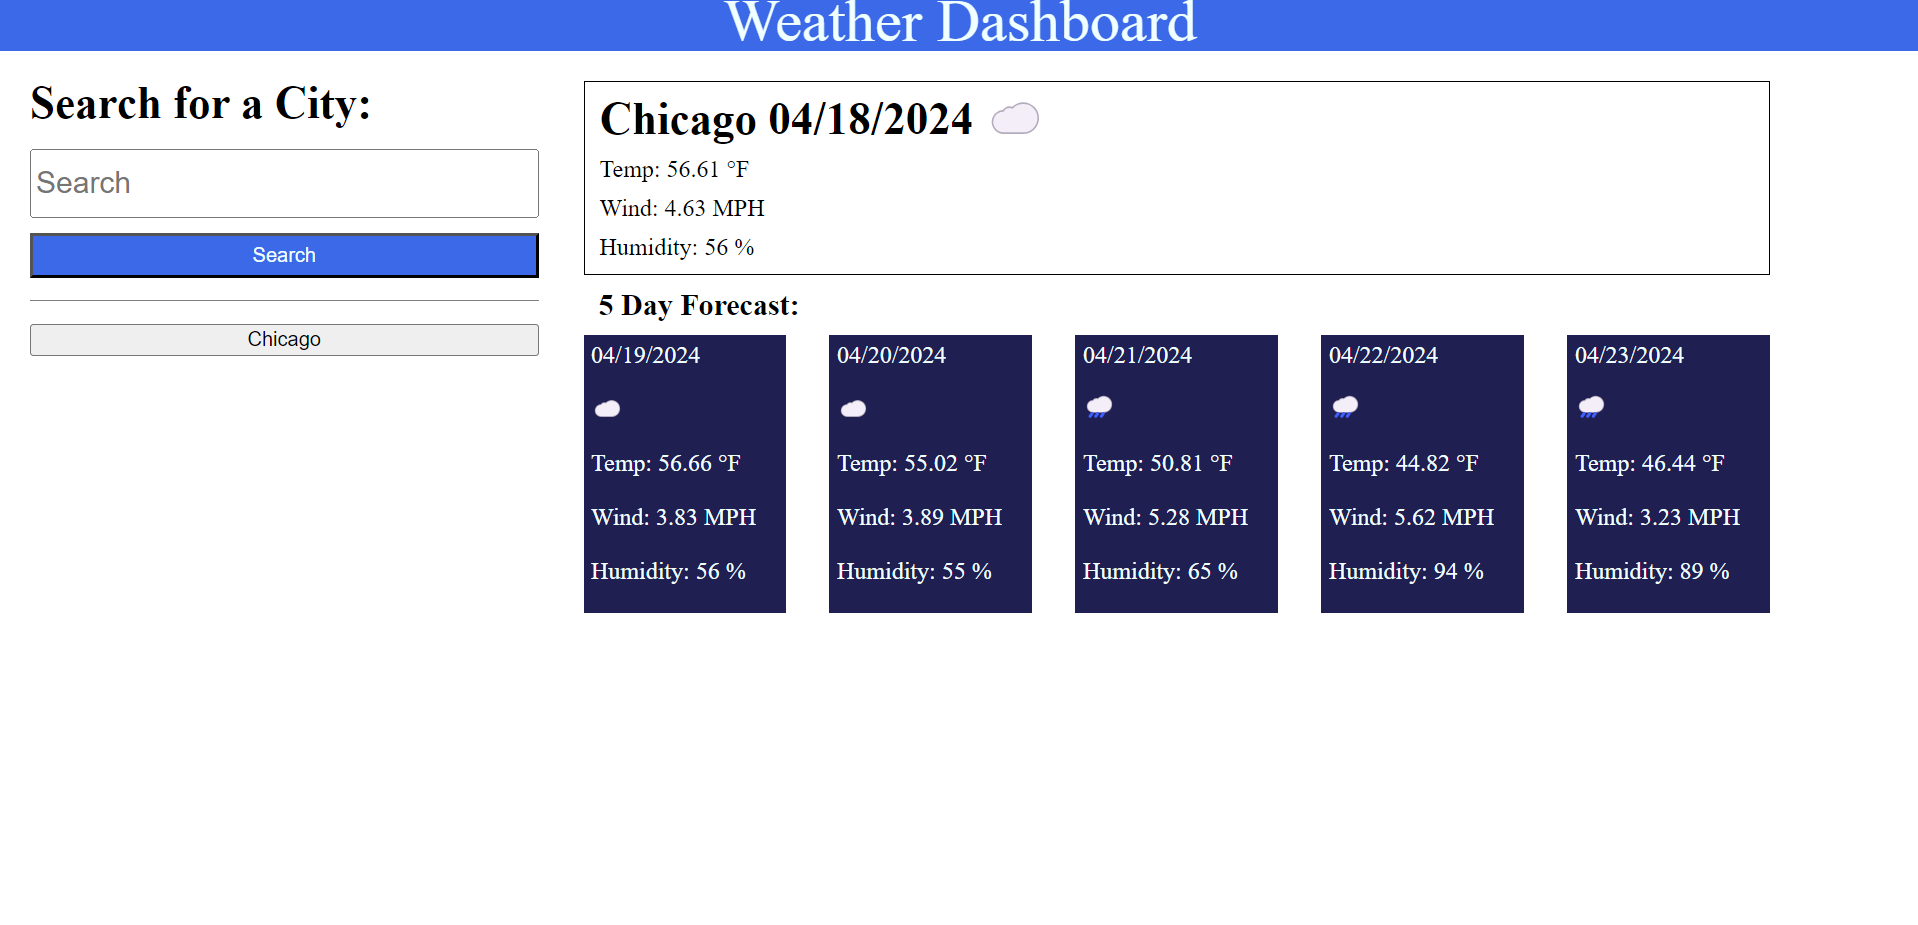 Weather Dashboard
Search for a City:
Search
Search
Chicago
Chicago 04/18/2024
Temp: 56.61 °F
Wind: 4.63 MPH
Humidity: 56 %
5 Day Forecast:
04/19/2024
Temp: 56.66 °F
Wind: 3.83 MPH
Humidity: 56 %
04/20/2024
Temp: 55.02 °F
Wind: 3.89 MPH
Humidity: 55 %
04/21/2024
Temp: 50.81 °F
Wind: 5.28 MPH
Humidity: 65 %
04/22/2024
Temp: 44.82 °F
Wind: 5.62 MPH
Humidity: 94 %
04/23/2024
Temp: 46.44 °F
Wind: 3.23 MPH
Humidity: 89 %